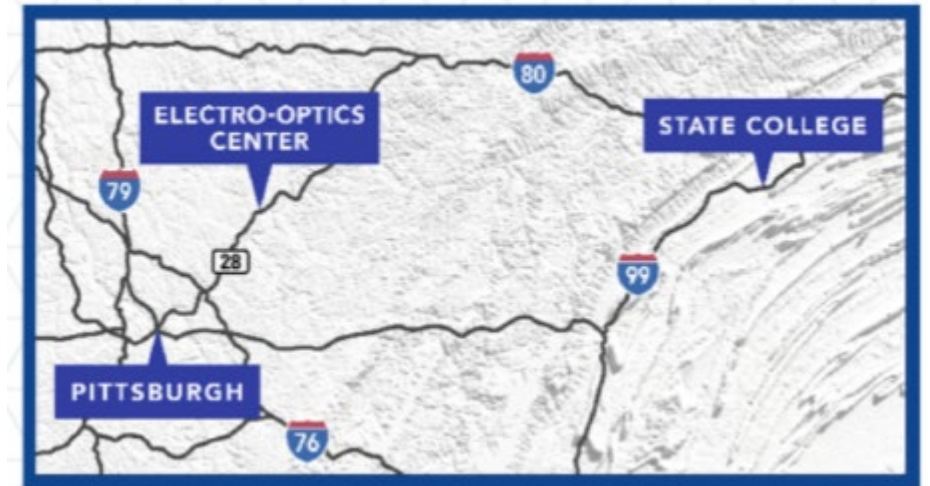 80
ELECTRO-OPTICS
CENTER
STATE COLLEGE
79
28
99
PITTSBURGH
76